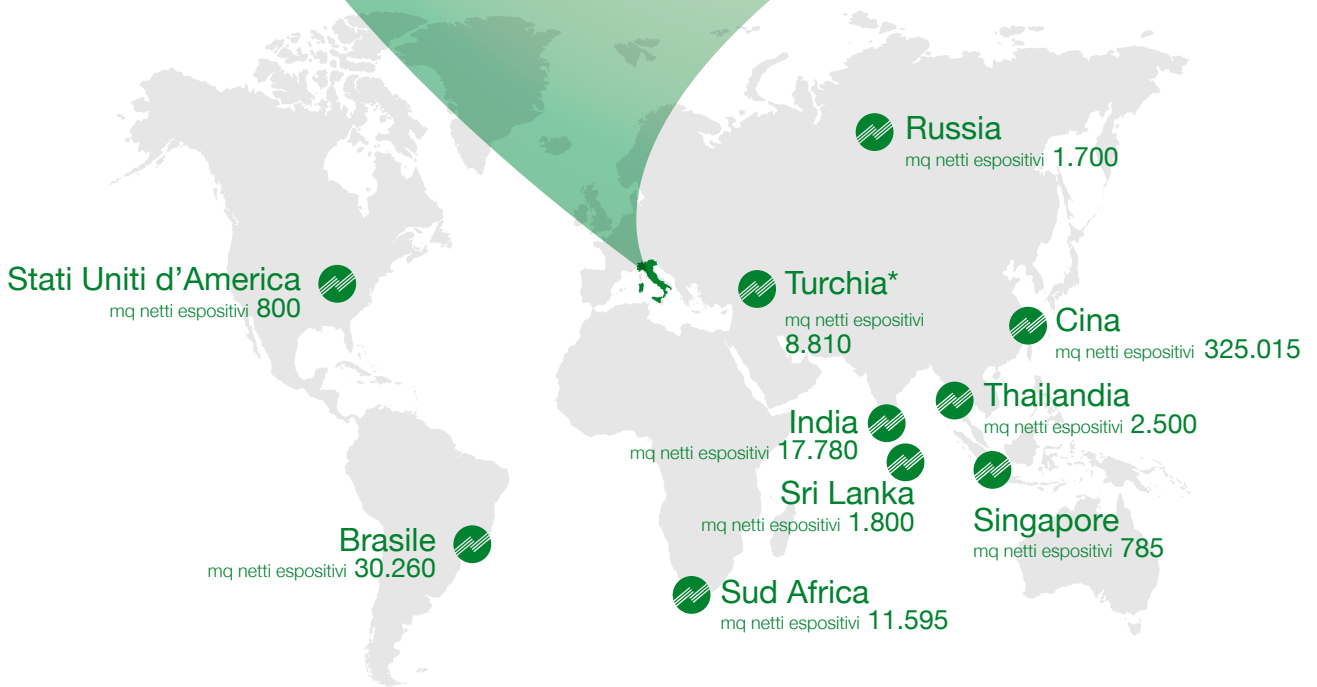 Russia
mq netti espositivi 1.700
Stati Uniti d’America
mq netti espositivi 800
Turchia*
mq netti espositivi
8.810
Cina
mq netti espositivi 325.015
Thailandia
mq netti espositivi 2.500
India
mq netti espositivi 17.780
Sri Lanka
mq netti espositivi 1.800
Singapore
mq netti espositivi 785
Brasile
mq netti espositivi 30.260
Sud Africa
mq netti espositivi 11.595